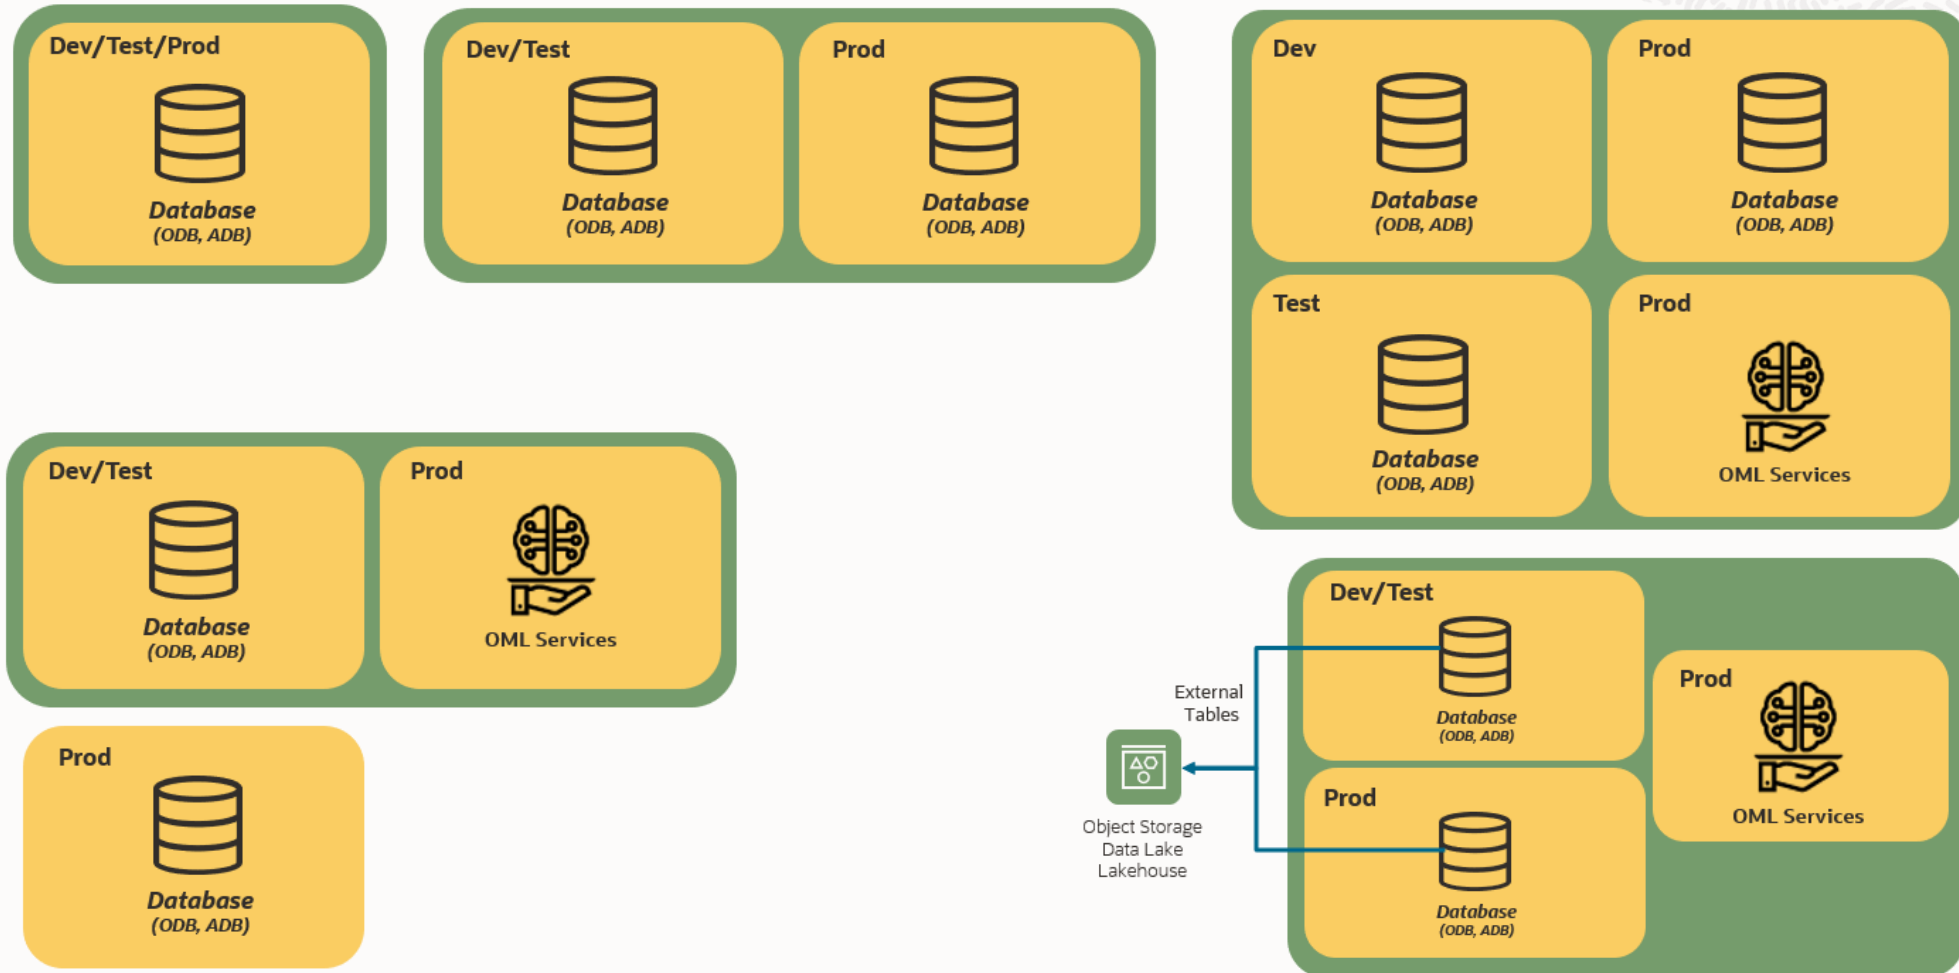 Dev/Test/Prod
Database
(ODB, ADB)
Dev/Test
Database
(ODB, ADB)
Prod
Database
(ODB, ADB)
Dev
Database
(ODB, ADB)
Prod
Database
(ODB, ADB)
Test
Database
(ODB, ADB)
Prod
OML Services
Dev/Test
Database
(ODB, ADB)
Prod
OML Services
Prod
Database
(ODB, ADB)
Dev/Test
Database
(ODB, ADB)
Prod
Database
(ODB, ADB)
Prod
OML Services
External
Tables
Object Storage
Data Lake
Lakehouse